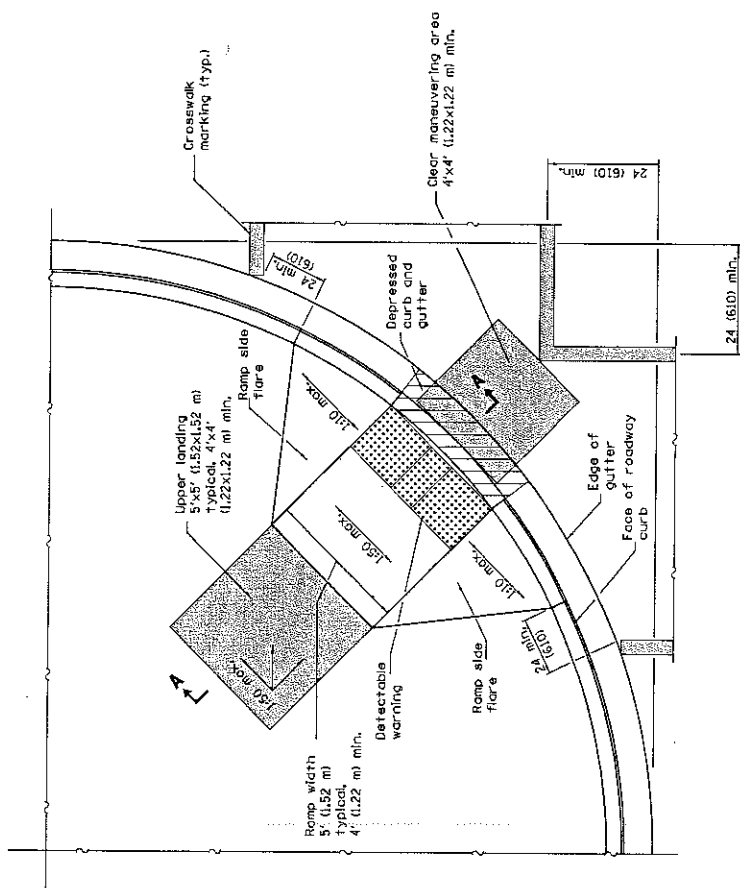 Crosswalk
marking (typ.)
Clear maneuvering area
4'x4' (1.22x1.22 m) min.
24 (610) min.
24 (610) min.
24 min.
(610)
Depressed
curb and
gutter
Ramp side
flare
1:10 max.
Upper landing
5'x5' (1.52x1.52 m)
typical, 4'x4'
(1.22x1.22 m) min.
A
A
1:50 max.
1:50 max.
1:10 max.
Edge of
gutter
Face of roadway
curb
24 min.
(610)
Ramp side
flare
Detectable
warning
Ramp width
5' (1.52 m)
typical,
4' (1.22 m) min.